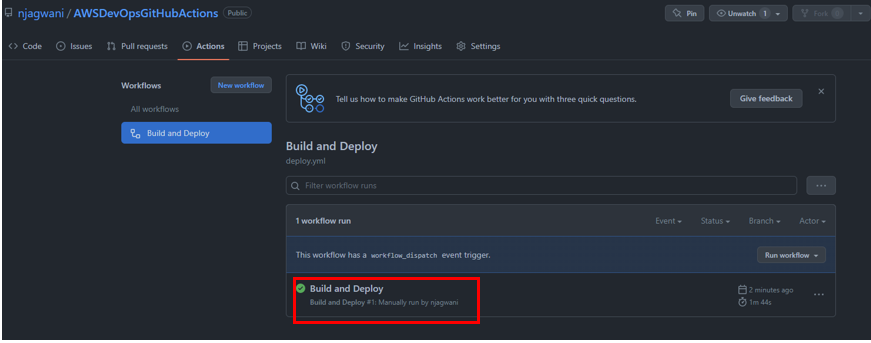 njagwani / AWSDevOpsGitHubActions Public
Pin Unwatch 1 Fork
Code Issues Pull requests Actions Projects Wiki Security Insights Settings
Workflows New workflow
All workflows
Build and Deploy
Tell us how to make GitHub Actions work better for you with three quick questions. Give feedback
Build and Deploy
deploy.yml
Filter workflow runs
1 workflow run Event Status Branch Actor
This workflow has a workflow_dispatch event trigger. Run workflow
Build and Deploy
Build and Deploy #1: Manually run by njagwani
2 minutes ago
1m 44s